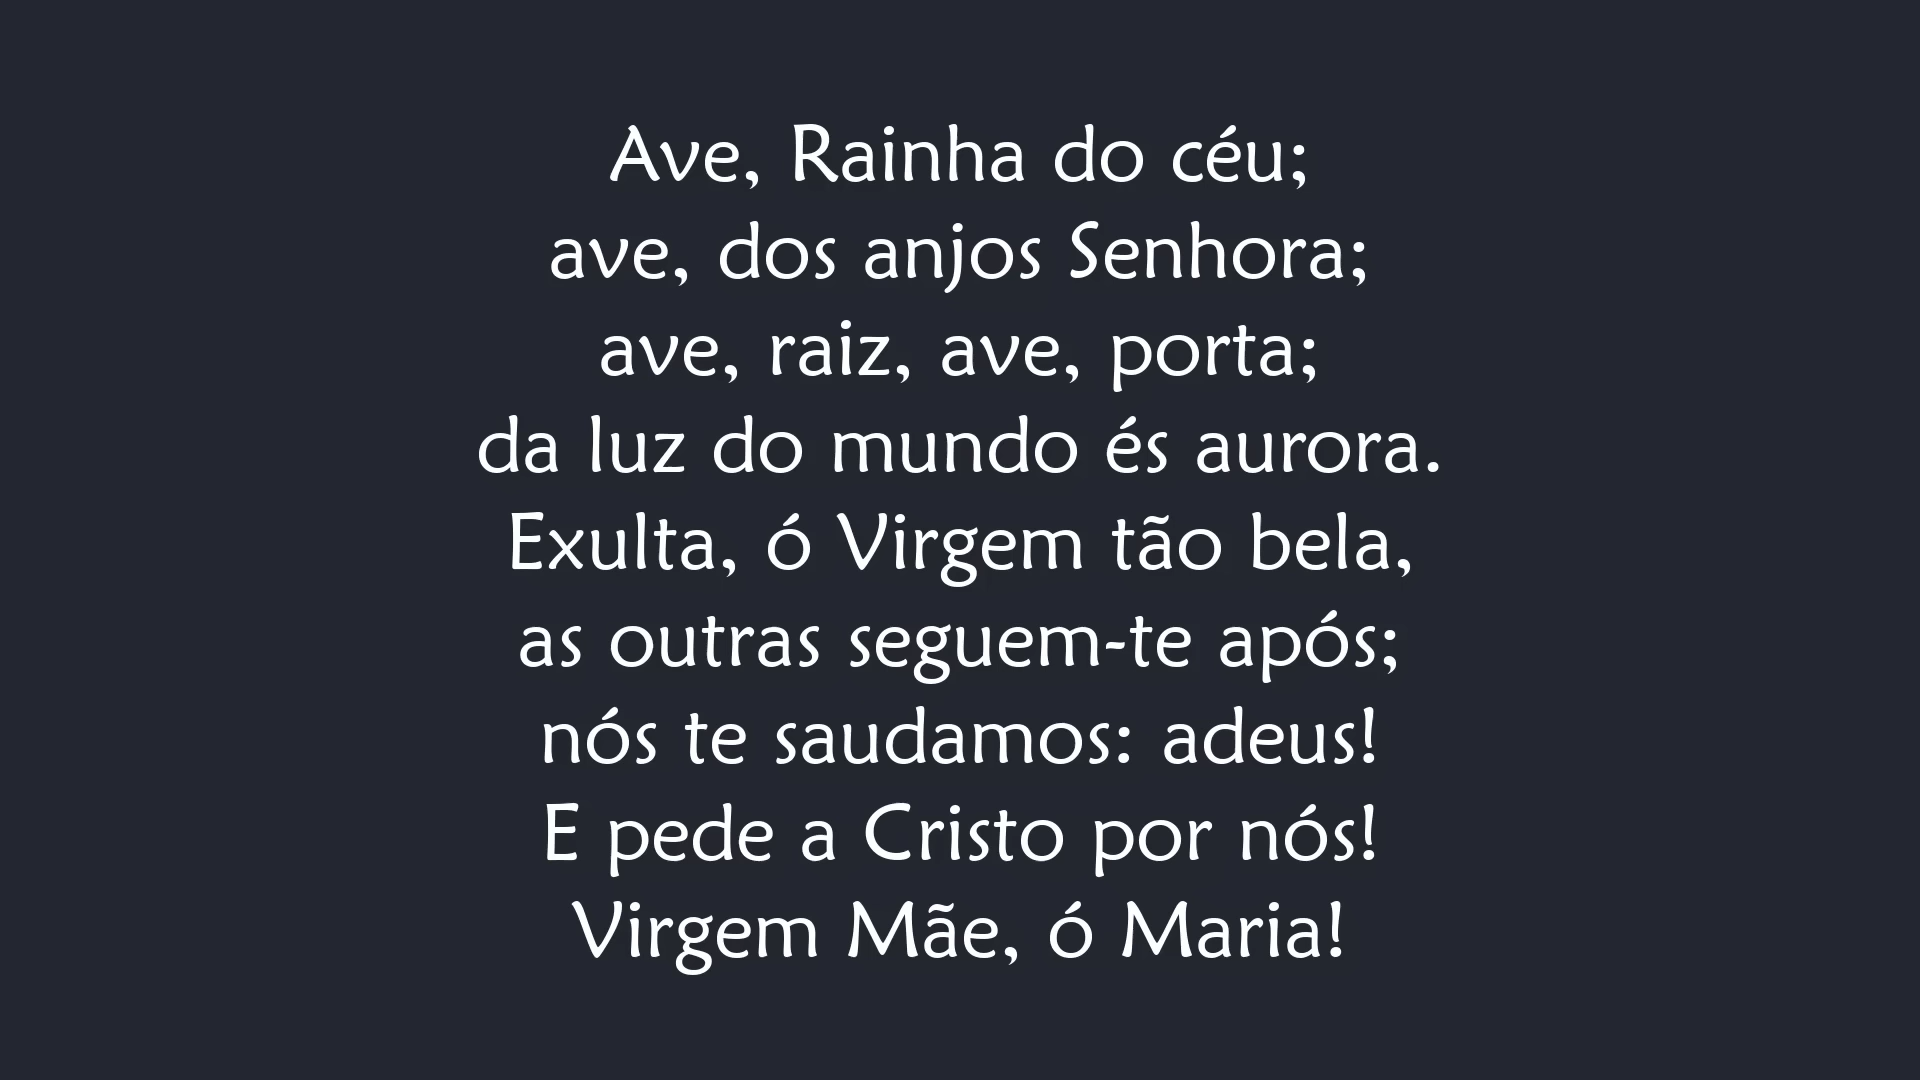 Ave, Rainha do céu;
ave, dos anjos Senhora;
ave, raiz, ave, porta;
da luz do mundo és aurora.
Exulta, ó Virgem tão bela,
as outras seguem-te após;
nós te saudamos: adeus!
E pede a Cristo por nós!
Virgem Mãe, ó Maria!